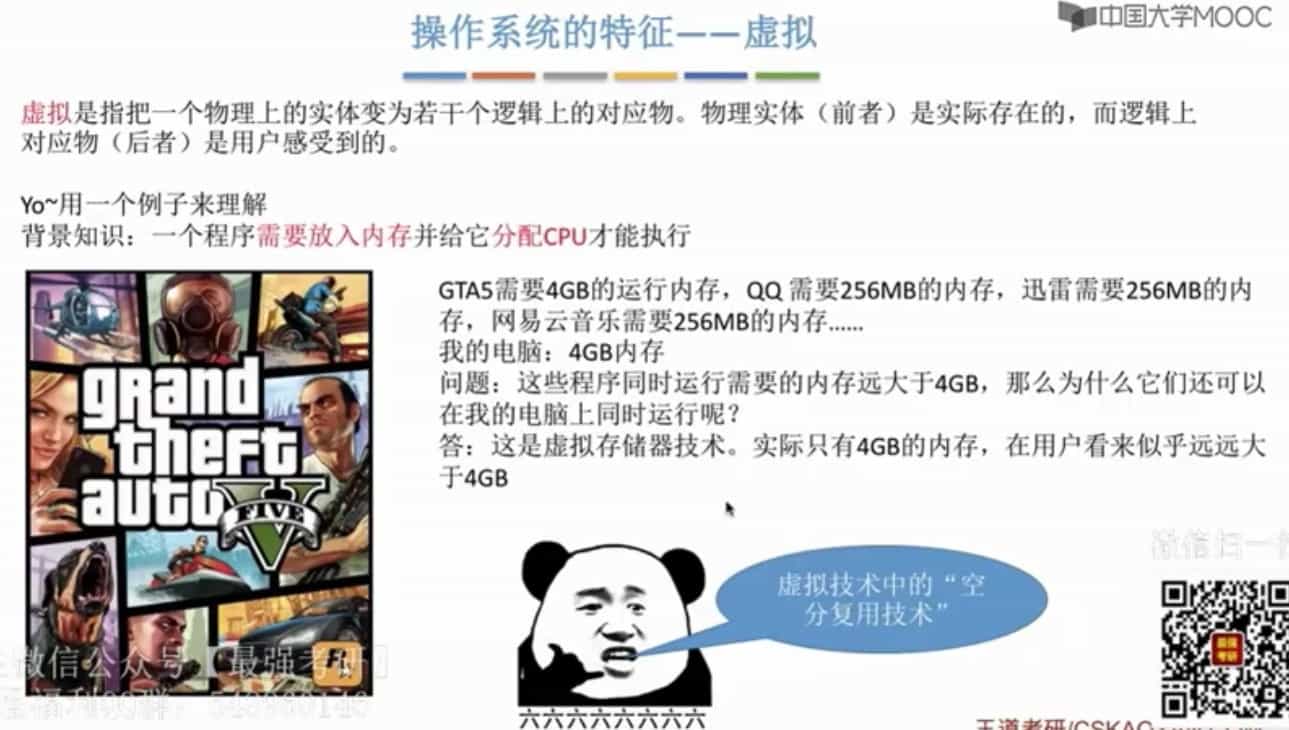 操作系统的特征——虚拟
中国大学MOOC
虚拟是指把一个物理上的实体变为若干个逻辑上的对应物。物理实体（前者）是实际存在的，而逻辑上
对应物（后者）是用户感受到的。
Yo~用一个例子来理解
背景知识：一个程序需要放入内存并给它分配CPU才能执行
grand
theft
auto
V
FIVE
GTA5需要4GB的运行内存，QQ 需要256MB的内存，迅雷需要256MB的内
存，网易云音乐需要256MB的内存……
我的电脑：4GB内存
问题：这些程序同时运行需要的内存远大于4GB，那么为什么它们还可以
在我的电脑上同时运行呢？
答：这是虚拟存储器技术。实际只有4GB的内存，在用户看来似乎远远大
于4GB
虚拟技术中的“空
分复用技术”
六六六六六六六六
微信扫一
最强
考研
微信公众号【最强考研】
福利QQ群：
王道考研/CSKAO